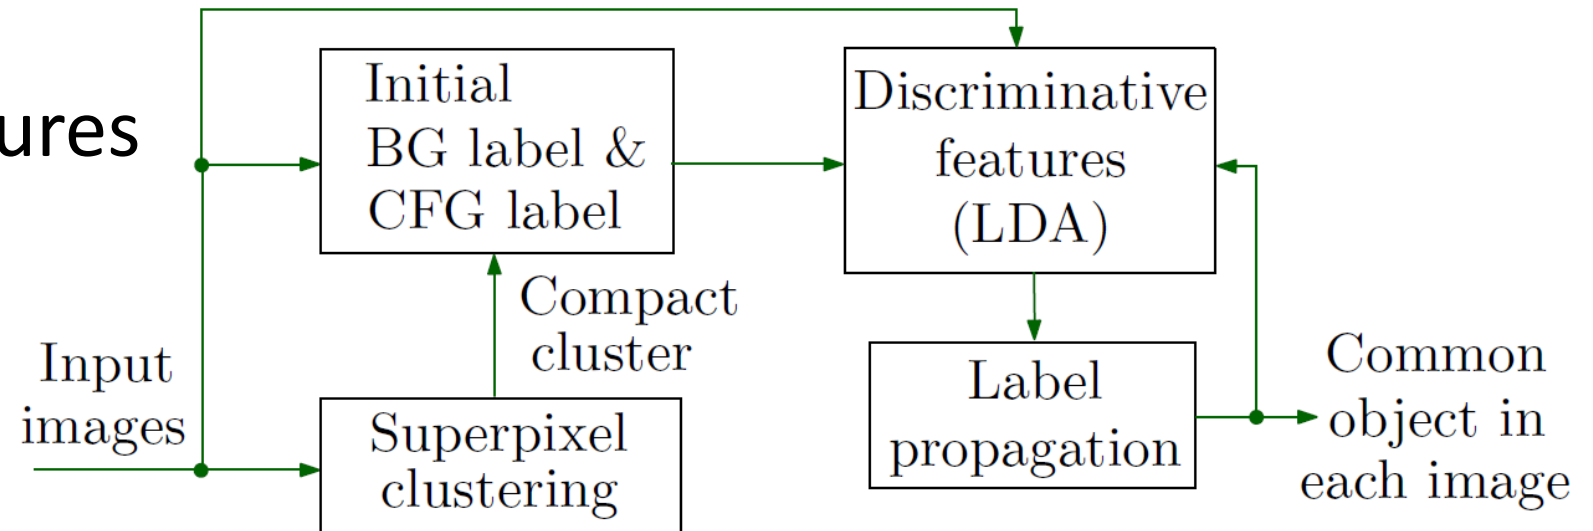 ures
Initial
BG label &
CFG label
Discriminative
features
(LDA)
Compact
cluster
Input
images
Superpixel
clustering
Label
propagation
Common
object in
each image